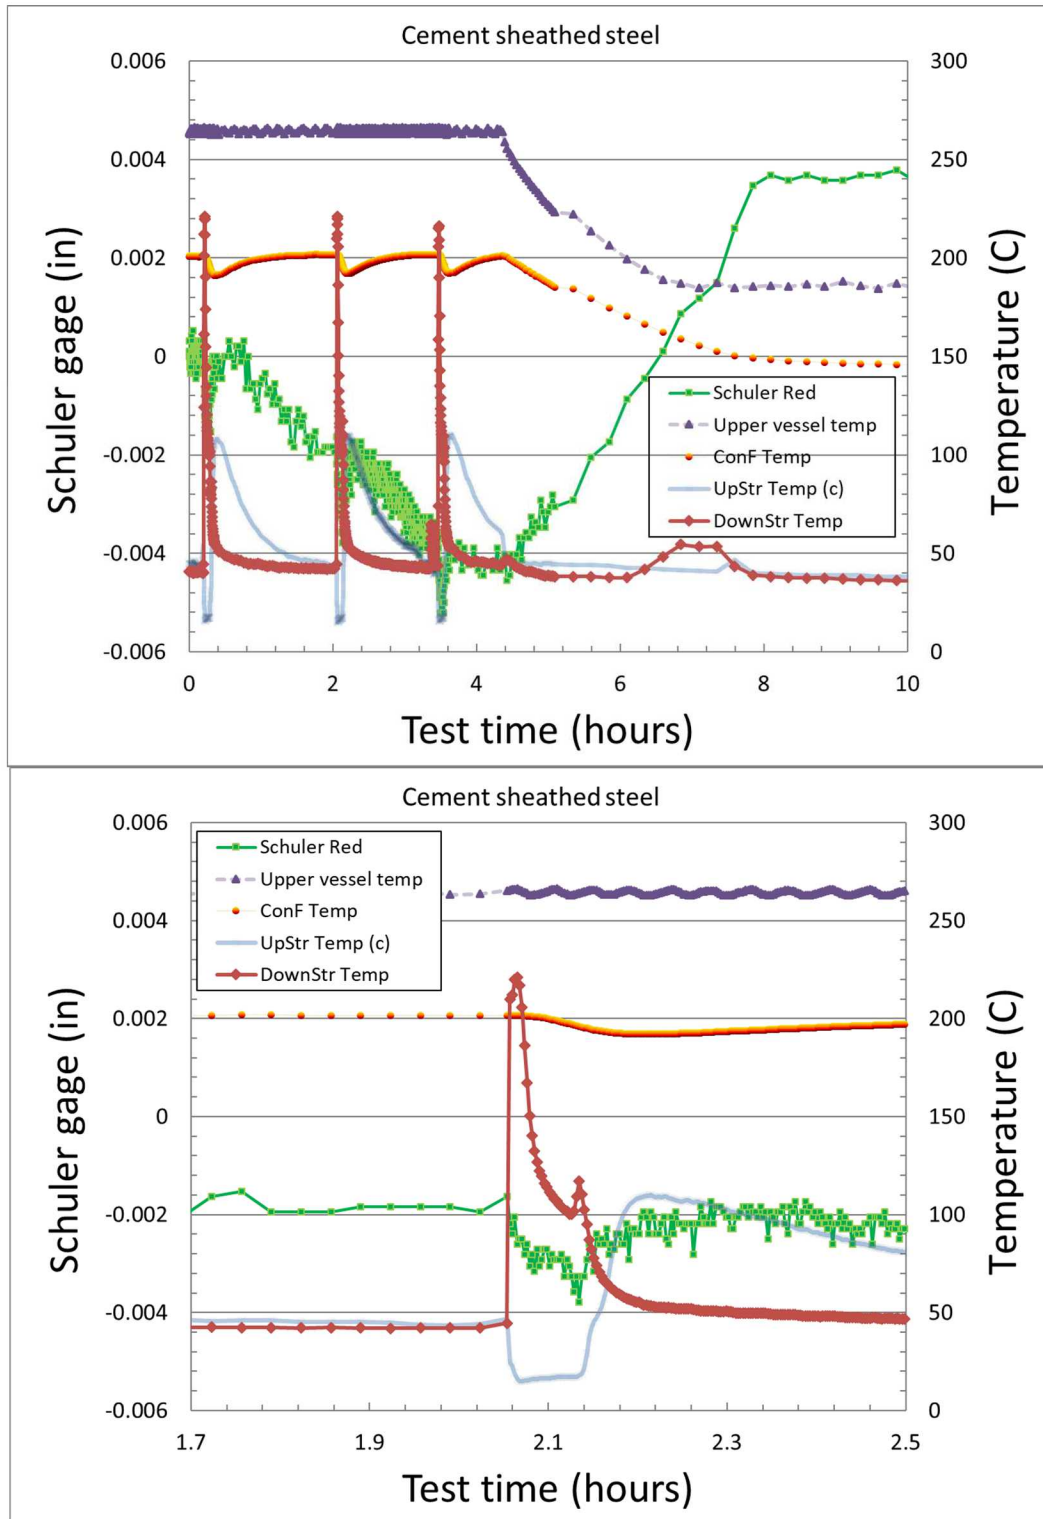 Cement sheathed steel
0.006
0.004
0.002
0
-0.002
-0.004
-0.006
Schuler gage (in)
300
250
200
150
100
50
0
Temperature (C)
Schuler Red
Upper vessel temp
ConF Temp
UpStr Temp (c)
DownStr Temp
0 2 4 6 8 10
Test time (hours)
Cement sheathed steel
0.006
0.004
0.002
0
-0.002
-0.004
-0.006
Schuler gage (in)
Schuler Red
Upper vessel temp
ConF Temp
UpStr Temp (c)
DownStr Temp
300
250
200
150
100
50
0
Temperature (C)
1.7 1.9 2.1 2.3 2.5
Test time (hours)